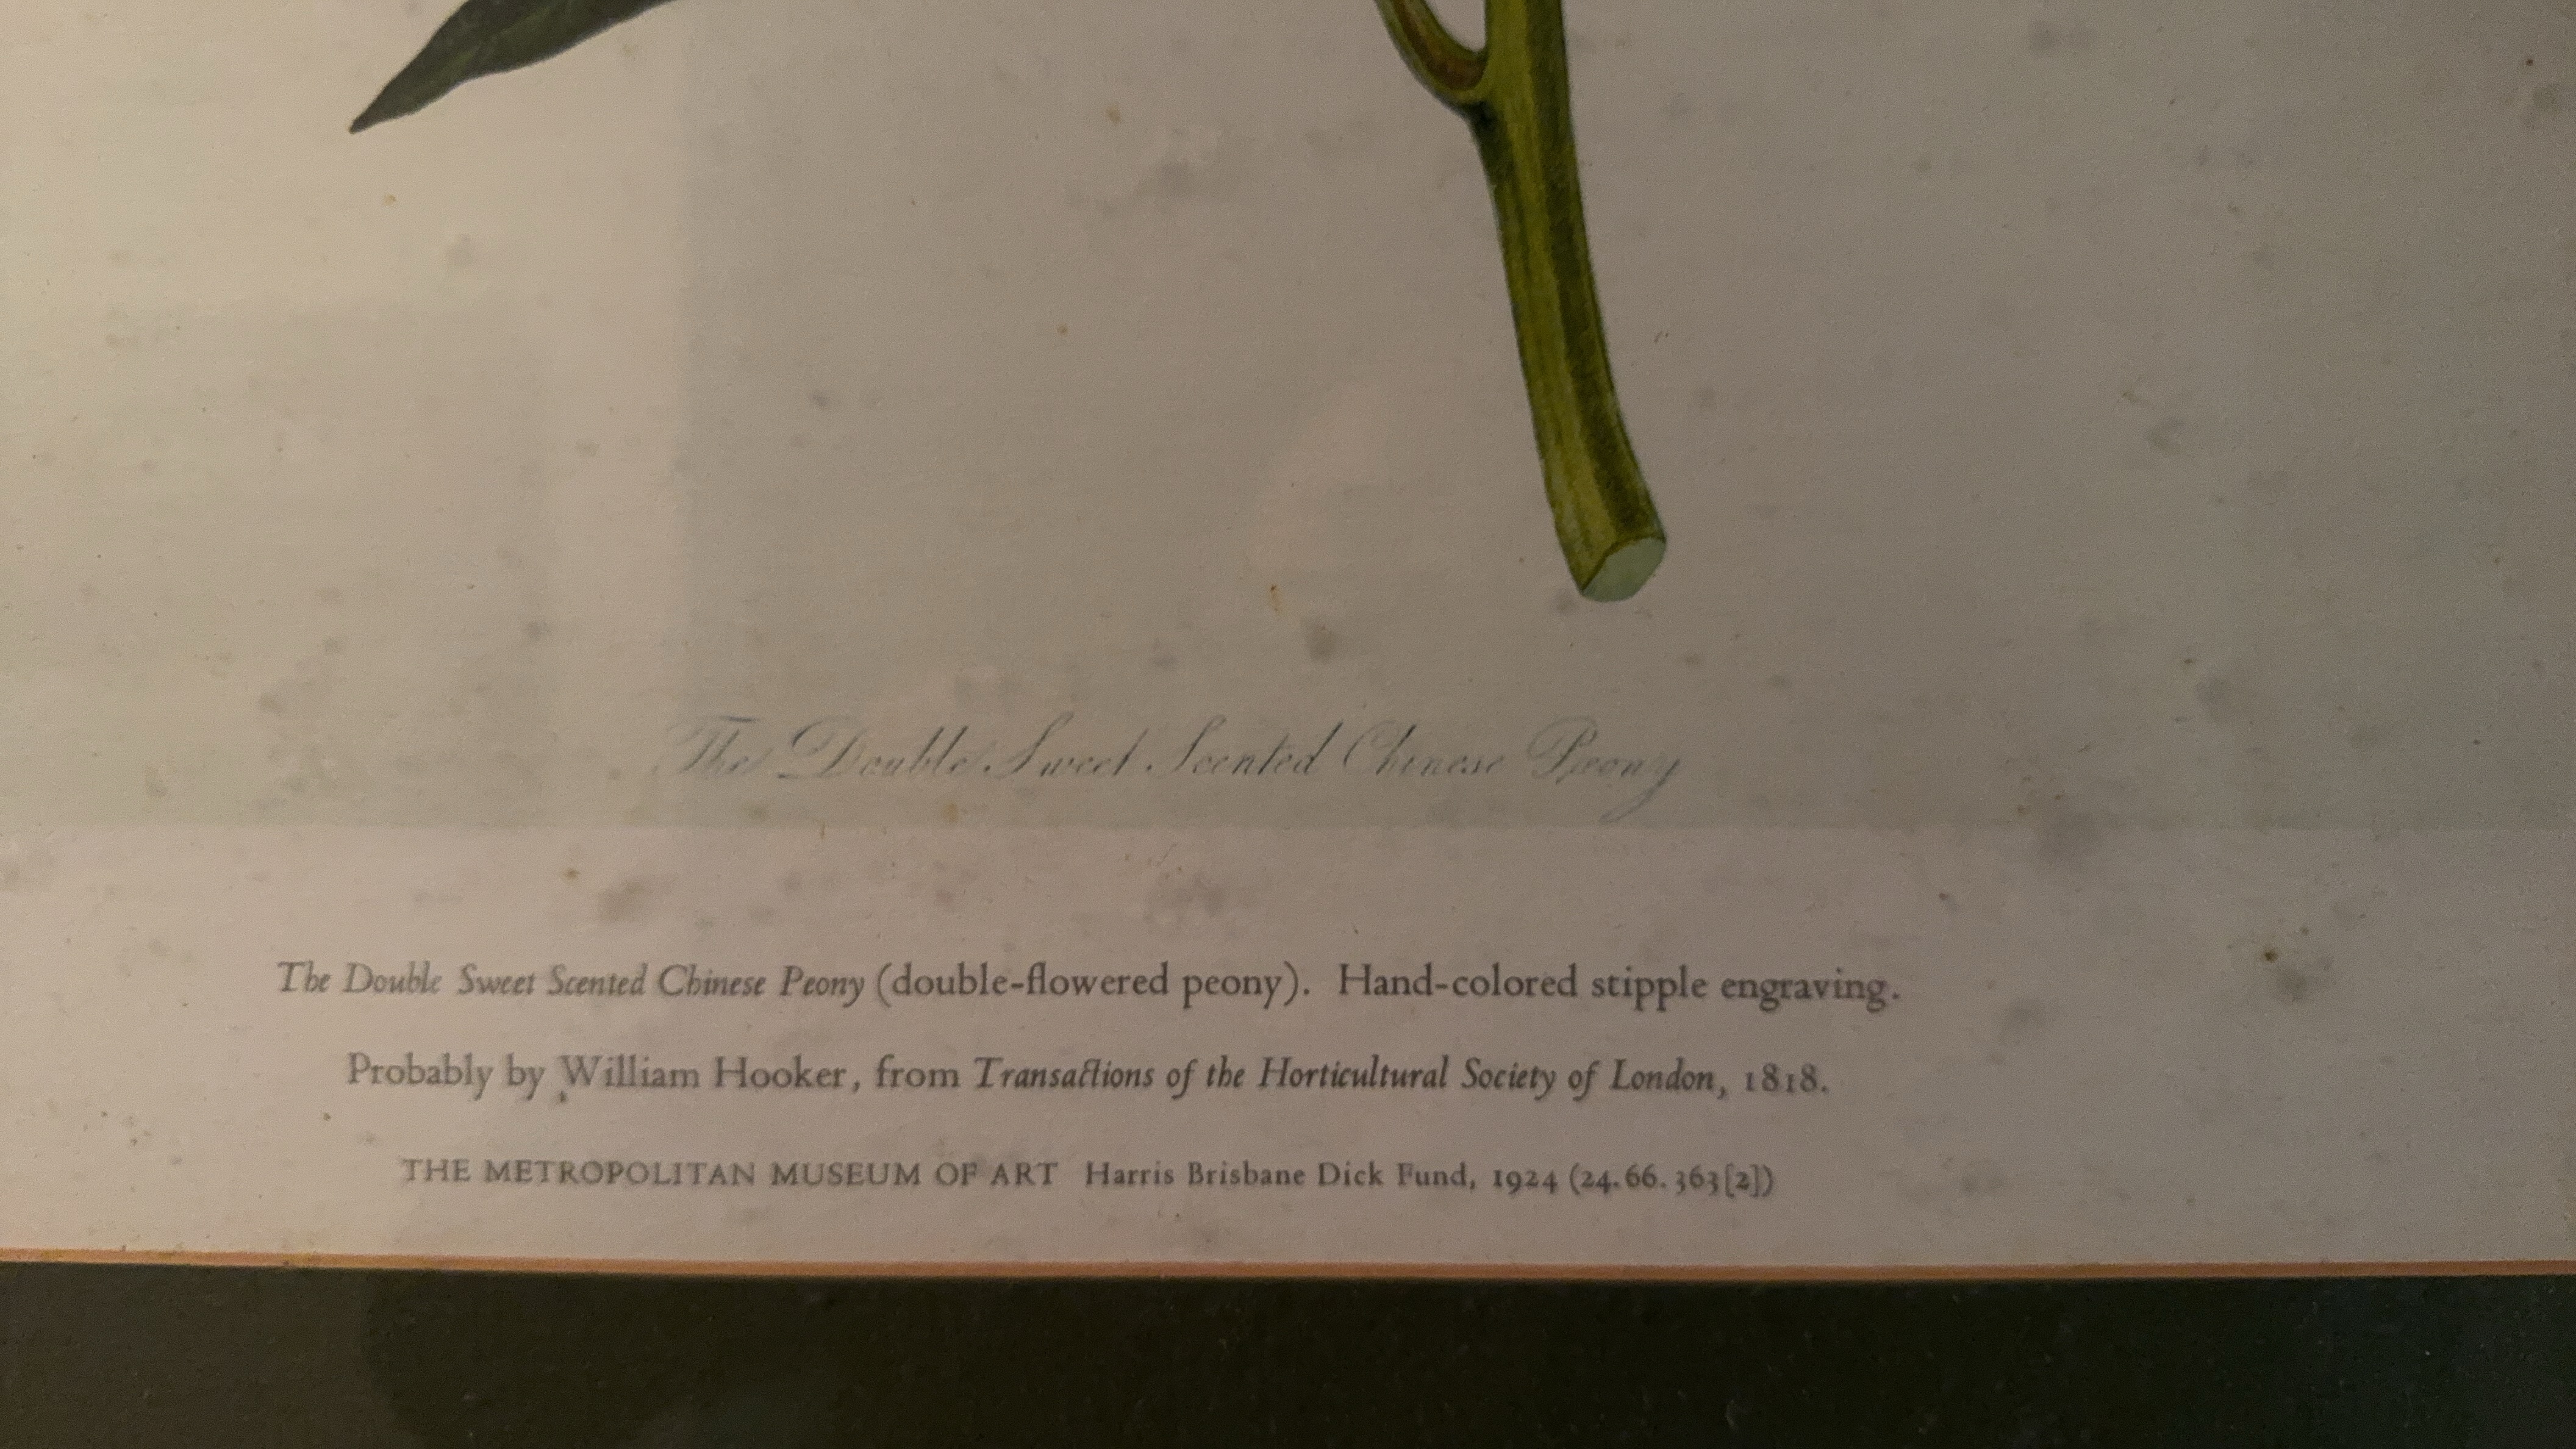 The Double Sweet Scented Chinese Pæony
The Double Sweet Scented Chinese Peony (double-flowered peony). Hand-colored stipple engraving.
Probably by William Hooker, from Transactions of the Horticultural Society of London, 1818.
THE METROPOLITAN MUSEUM OF ART Harris Brisbane Dick Fund, 1924 (24.66.363[2])